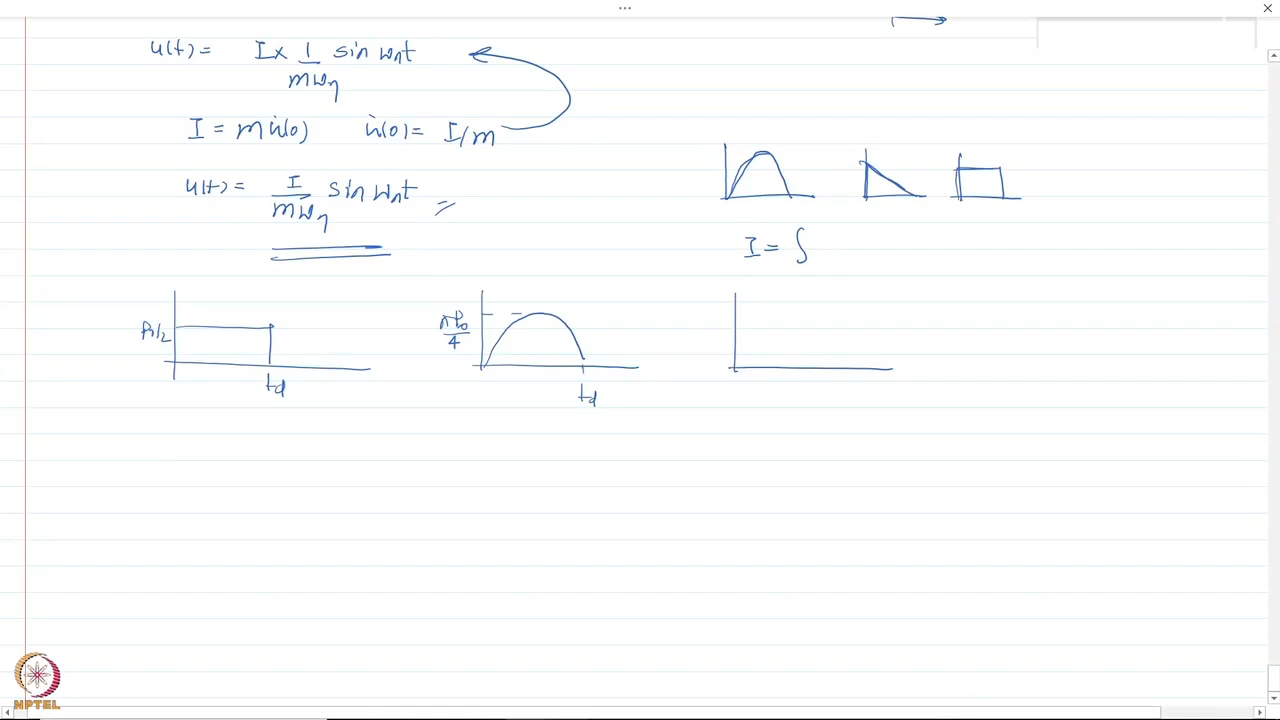 u(t) = I x 1/mωn sin ωnt
I = m u̇(0) u̇(0) = I/m
u(t) = I/mωn sin ωnt =
I = ∫
P0/2
td
πP0/4
td
NPTEL